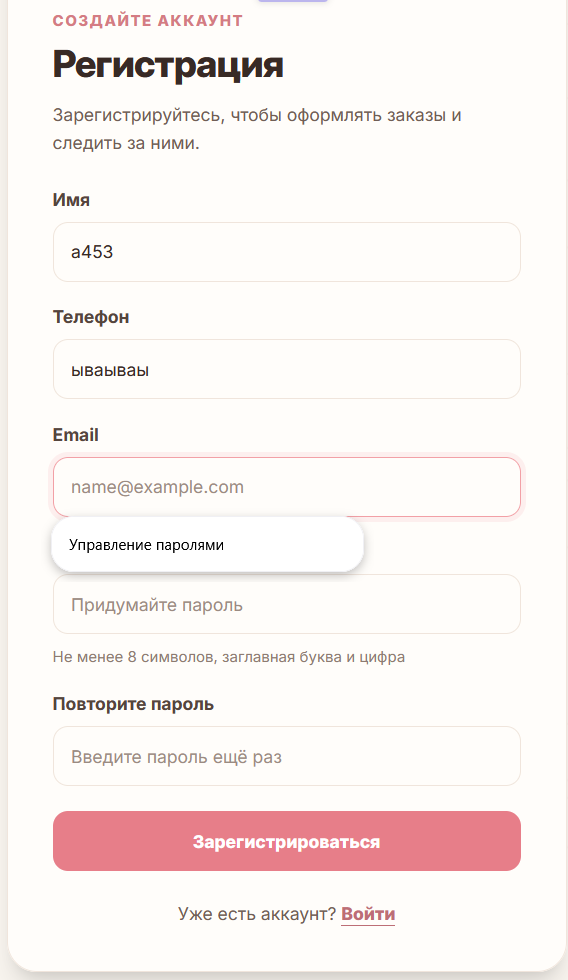 СОЗДАЙТЕ АККАУНТ
Регистрация
Зарегистрируйтесь, чтобы оформлять заказы и
следить за ними.
Имя
а453
Телефон
ываываы
Email
name@example.com
Управление паролями
Придумайте пароль
Не менее 8 символов, заглавная буква и цифра
Повторите пароль
Введите пароль ещё раз
Зарегистрироваться
Уже есть аккаунт? Войти